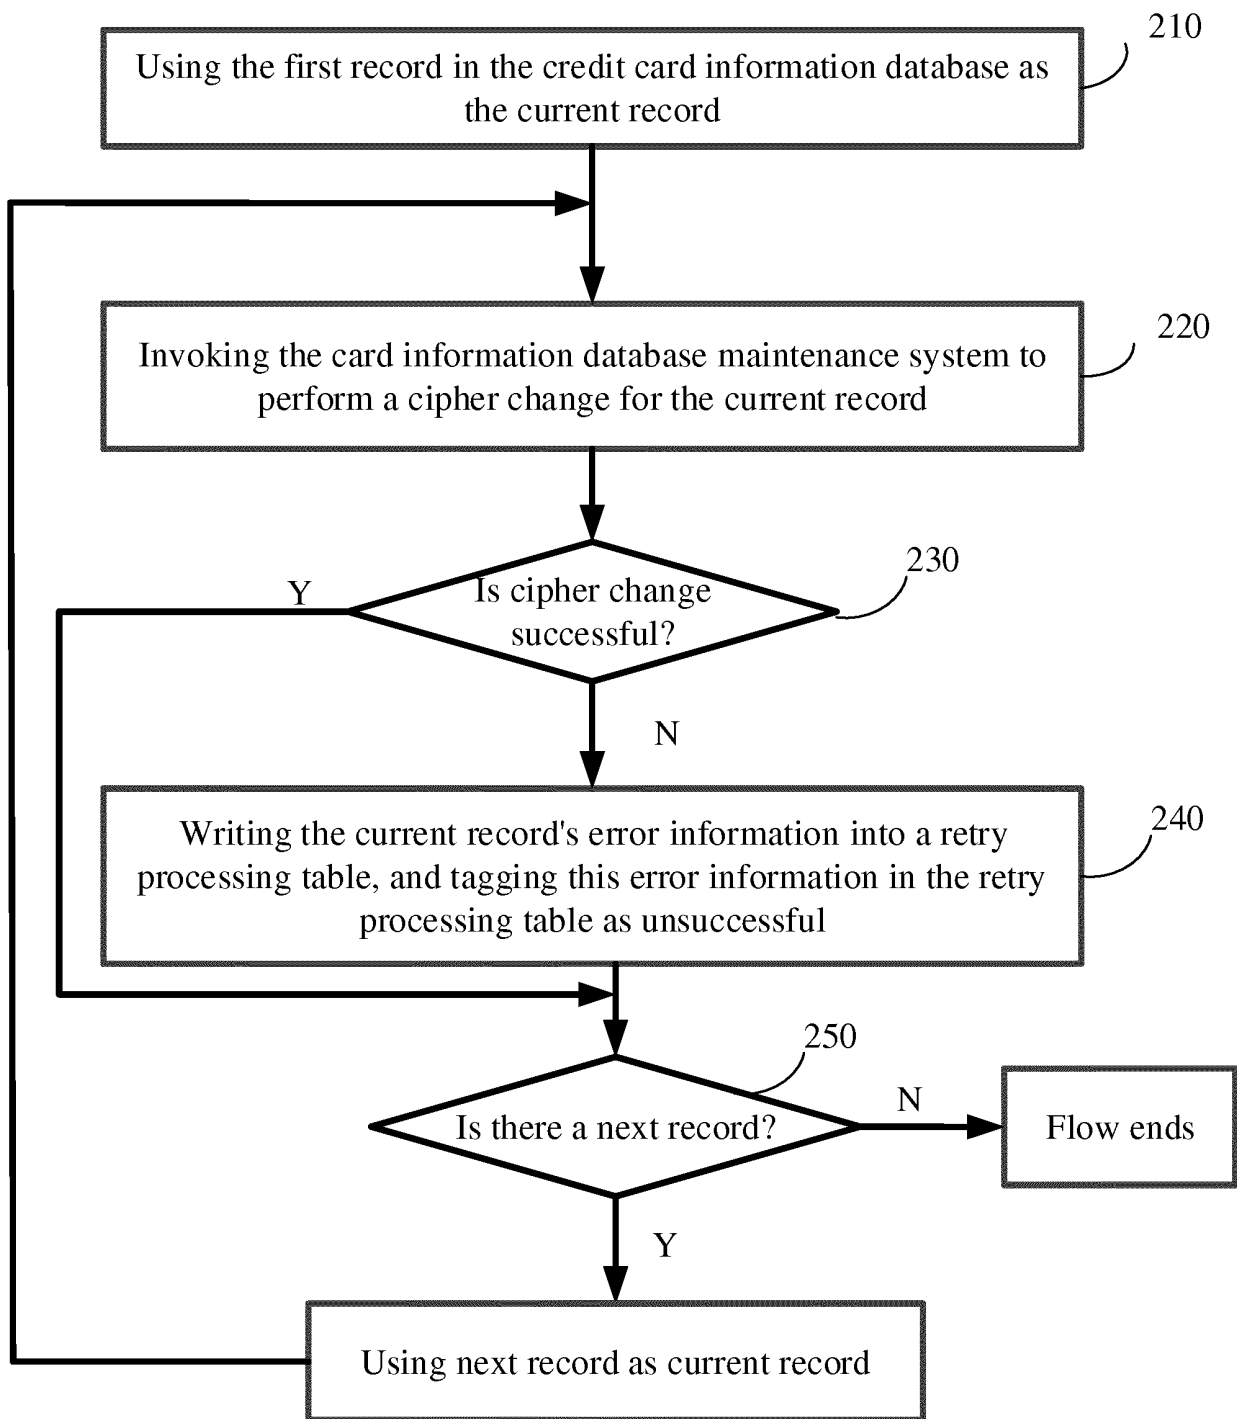 210
Using the first record in the credit card information database as
the current record
220
Invoking the card information database maintenance system to
perform a cipher change for the current record
230
Y
Is cipher change
successful?
N
240
Writing the current record's error information into a retry
processing table, and tagging this error information in the retry
processing table as unsuccessful
250
N
Is there a next record?
Flow ends
Y
Using next record as current record